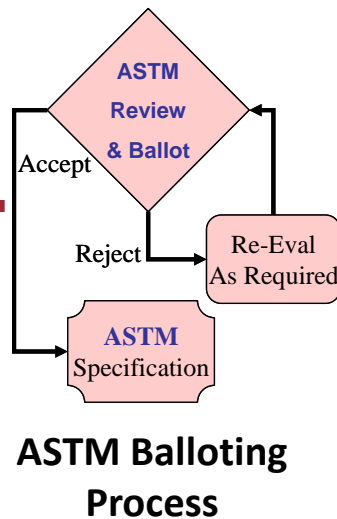 ASTM
Review
& Ballot
Accept
Reject
Re-Eval
As Required
ASTM
Specification
ASTM Balloting
Process